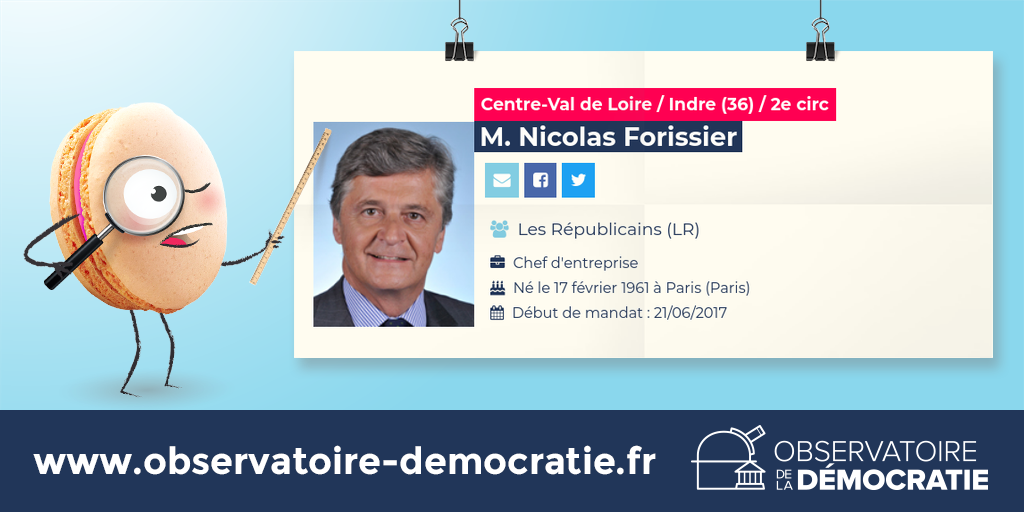 Centre-Val de Loire / Indre (36) / 2e circ
M. Nicolas Forissier
Les Républicains (LR)
Chef d'entreprise
Né le 17 février 1961 à Paris (Paris)
Début de mandat : 21/06/2017
www.observatoire-democratie.fr
OBSERVATOIRE
DE LA DÉMOCRATIE